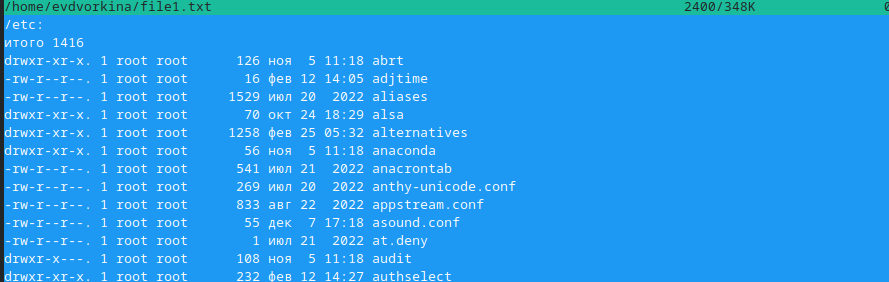 /home/evdvorkina/file1.txt 2400/348K
/etc:
итого 1416
drwxr-xr-x. 1 root root 126 ноя 5 11:18 abrt
-rw-r--r--. 1 root root 16 фев 12 14:05 adjtime
-rw-r--r--. 1 root root 1529 июл 20 2022 aliases
drwxr-xr-x. 1 root root 70 окт 24 18:29 alsa
drwxr-xr-x. 1 root root 1258 фев 25 05:32 alternatives
drwxr-xr-x. 1 root root 56 ноя 5 11:18 anaconda
-rw-r--r--. 1 root root 541 июл 21 2022 anacrontab
-rw-r--r--. 1 root root 269 июл 20 2022 anthy-unicode.conf
-rw-r--r--. 1 root root 833 авг 22 2022 appstream.conf
-rw-r--r--. 1 root root 55 дек 7 17:18 asound.conf
-rw-r--r--. 1 root root 1 июл 21 2022 at.deny
drwxr-x---. 1 root root 108 ноя 5 11:18 audit
drwxr-xr-x. 1 root root 232 фев 12 14:27 authselect